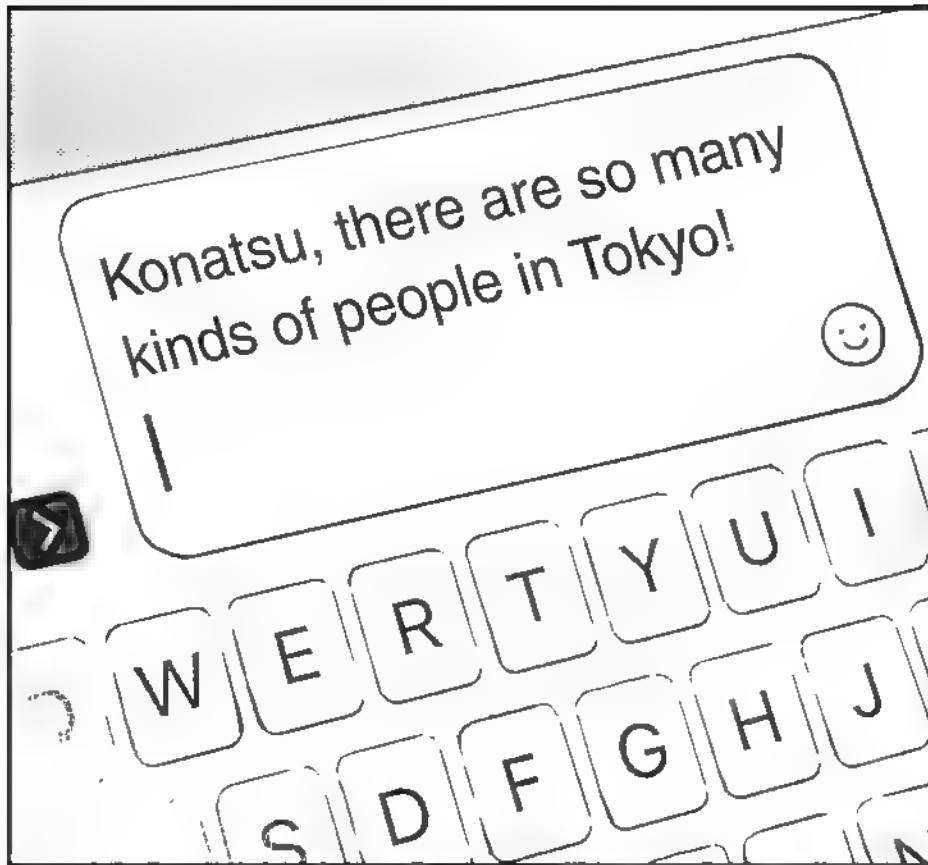 Konatsu, there are so many
kinds of people in Tokyo!
W E R T Y U I
S D F G H J